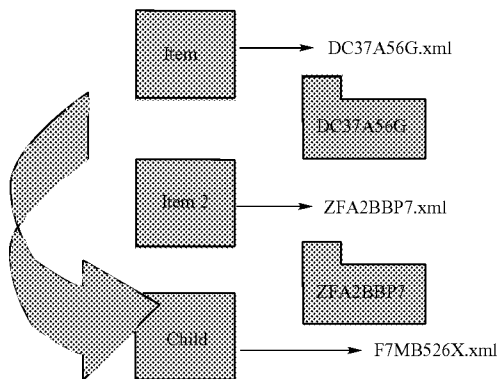 Item
DC37A56G.xml
DC37A56G
Item 2
ZFA2BBP7.xml
ZFA2BBP7
Child
F7MB526X.xml